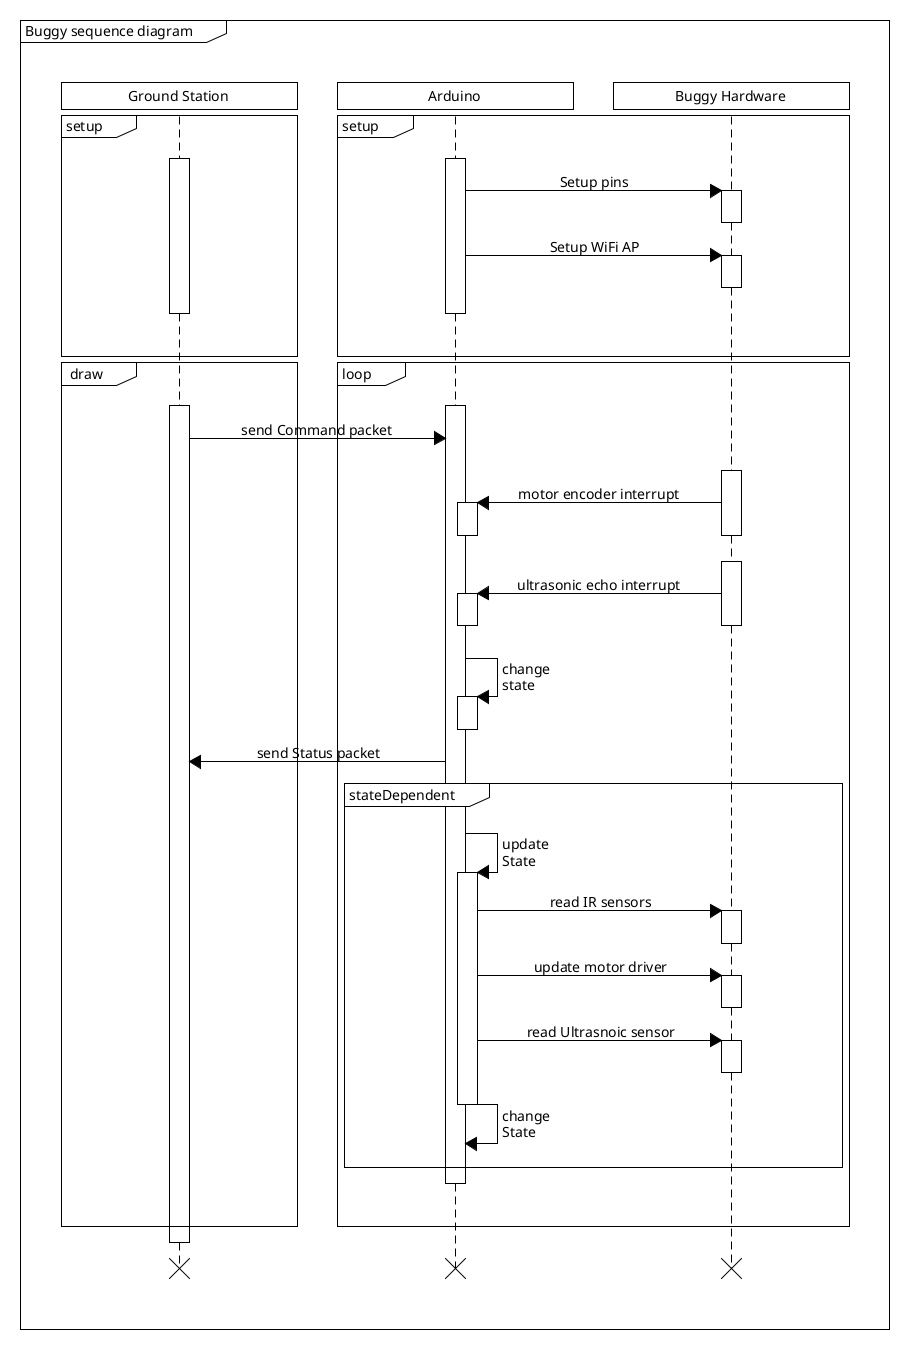 Buggy sequence diagram
Ground Station
Arduino
Buggy Hardware
setup
setup
Setup pins
Setup WiFi AP
draw
loop
send Command packet
motor encoder interrupt
ultrasonic echo interrupt
change
state
send Status packet
stateDependent
update
State
read IR sensors
update motor driver
read Ultrasnoic sensor
change
State